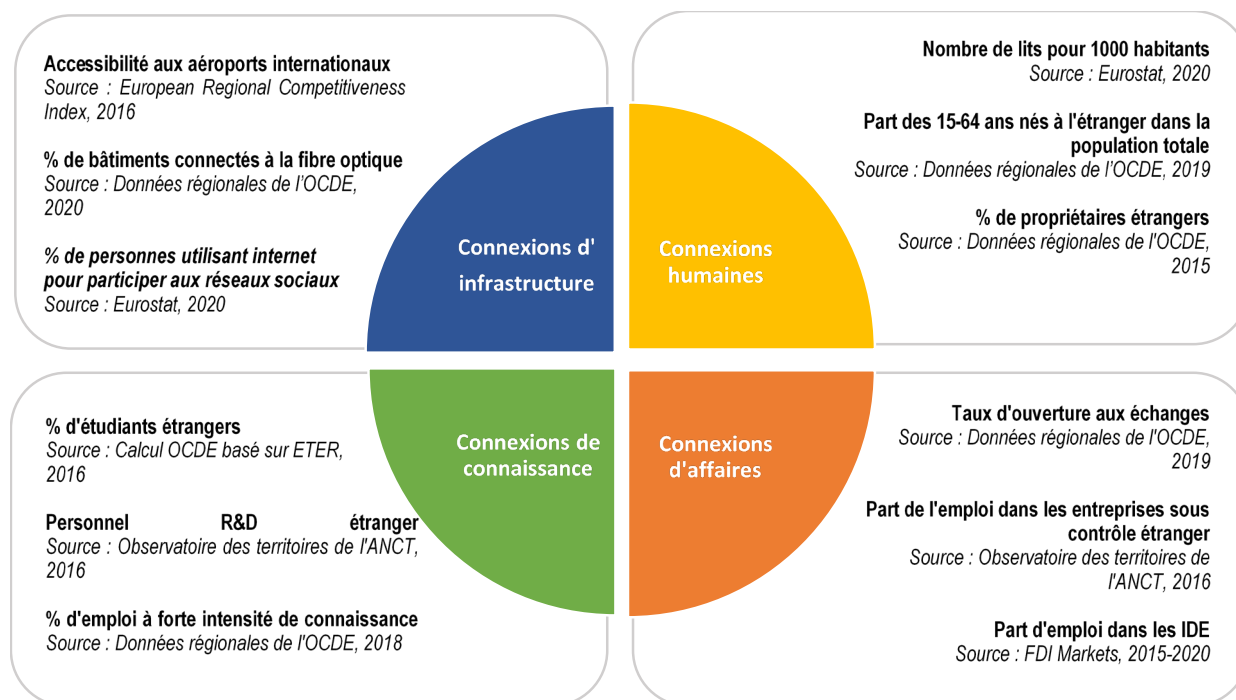 Accessibilité aux aéroports internationaux
Source : European Regional Competitiveness
Index, 2016
% de bâtiments connectés à la fibre optique
Source : Données régionales de l'OCDE,
2020
% de personnes utilisant internet
pour participer aux réseaux sociaux
Source : Eurostat, 2020
Connexions d'
infrastructure
Nombre de lits pour 1000 habitants
Source : Eurostat, 2020
Part des 15-64 ans nés à l'étranger dans la
population totale
Source : Données régionales de l'OCDE, 2019
% de propriétaires étrangers
Source : Données régionales de l'OCDE,
2015
Connexions
humaines
% d'étudiants étrangers
Source : Calcul OCDE basé sur ETER,
2016
Personnel R&D étranger
Source : Observatoire des territoires de l'ANCT,
2016
% d'emploi à forte intensité de connaissance
Source : Données régionales de l'OCDE, 2018
Connexions de
connaissance
Connexions
d'affaires
Taux d'ouverture aux échanges
Source : Données régionales de l'OCDE,
2019
Part de l'emploi dans les entreprises sous
contrôle étranger
Source : Observatoire des territoires de
l'ANCT, 2016
Part d'emploi dans les IDE
Source : FDI Markets, 2015-2020